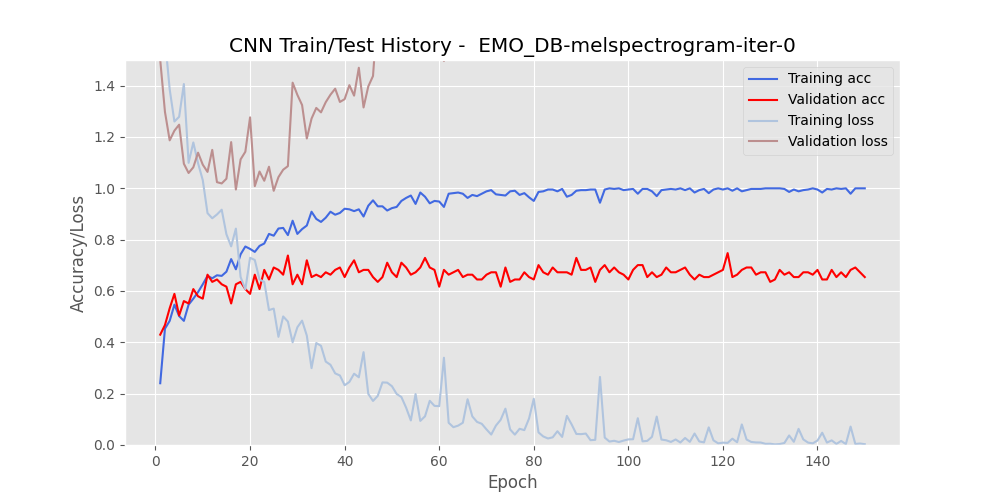 CNN Train/Test History -  EMO_DB-melspectrogram-iter-0
1.4
1.2
1.0
0.8
0.6
0.4
0.2
0.0
Accuracy/Loss
Training acc
Validation acc
Training loss
Validation loss
0 20 40 60 80 100 120 140
Epoch